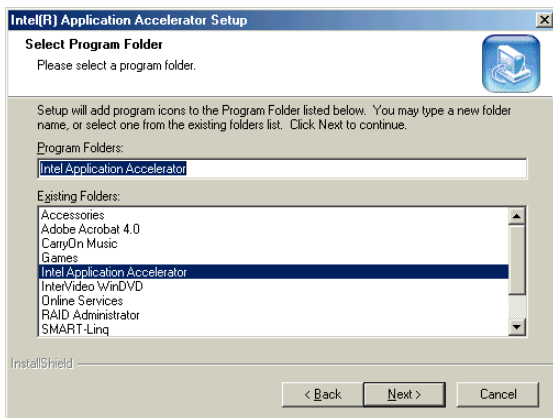 Intel(R) Application Accelerator Setup
Select Program Folder
Please select a program folder.
Setup will add program icons to the Program Folder listed below. You may type a new folder
name, or select one from the existing folders list. Click Next to continue.
Program Folders:
Intel Application Accelerator
Existing Folders:
Accessories
Adobe Acrobat 4.0
CarryOn Music
Games
Intel Application Accelerator
InterVideo WinDVD
Online Services
RAID Administrator
SMART-Linq
InstallShield
< Back
Next >
Cancel